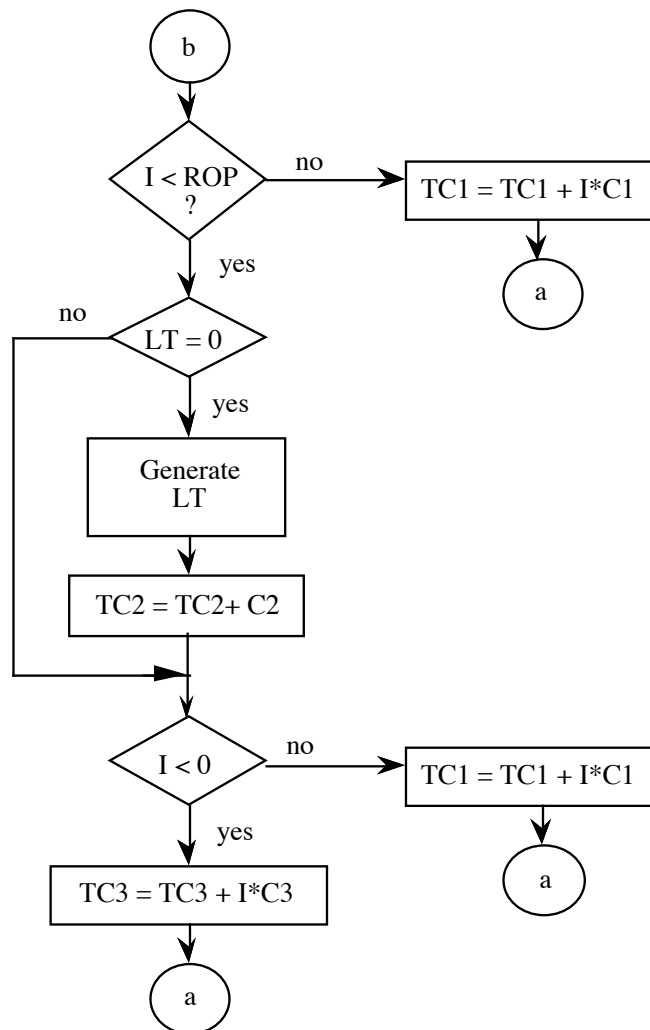 b
I < ROP
?
no
TC1 = TC1 + I*C1
a
yes
no
LT = 0
yes
Generate
LT
TC2 = TC2+ C2
I < 0
no
TC1 = TC1 + I*C1
a
yes
TC3 = TC3 + I*C3
a